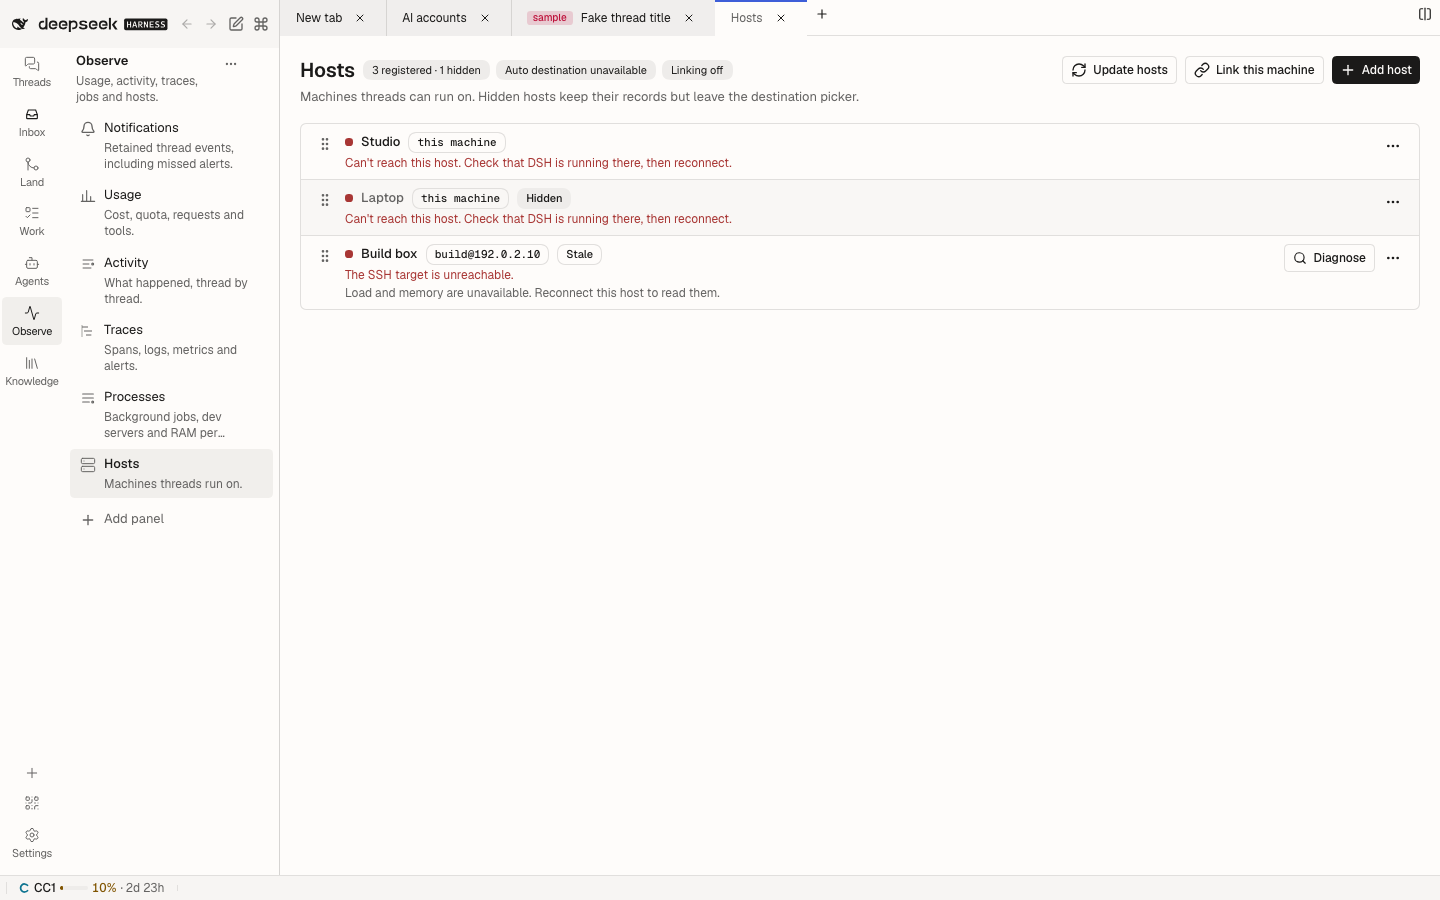 deepseek HARNESS
New tab
AI accounts
sample Fake thread title
Hosts
Threads
Inbox
Land
Work
Agents
Observe
Knowledge
Settings
Observe
Usage, activity, traces,
jobs and hosts.
Notifications
Retained thread events,
including missed alerts.
Usage
Cost, quota, requests and
tools.
Activity
What happened, thread by
thread.
Traces
Spans, logs, metrics and
alerts.
Processes
Background jobs, dev
servers and RAM per…
Hosts
Machines threads run on.
Add panel
Hosts 3 registered · 1 hidden Auto destination unavailable Linking off
Update hosts Link this machine Add host
Machines threads can run on. Hidden hosts keep their records but leave the destination picker.
Studio this machine
Can't reach this host. Check that DSH is running there, then reconnect.
Laptop this machine Hidden
Can't reach this host. Check that DSH is running there, then reconnect.
Build box build@192.0.2.10 Stale
Diagnose
The SSH target is unreachable.
Load and memory are unavailable. Reconnect this host to read them.
CC1 10% · 2d 23h